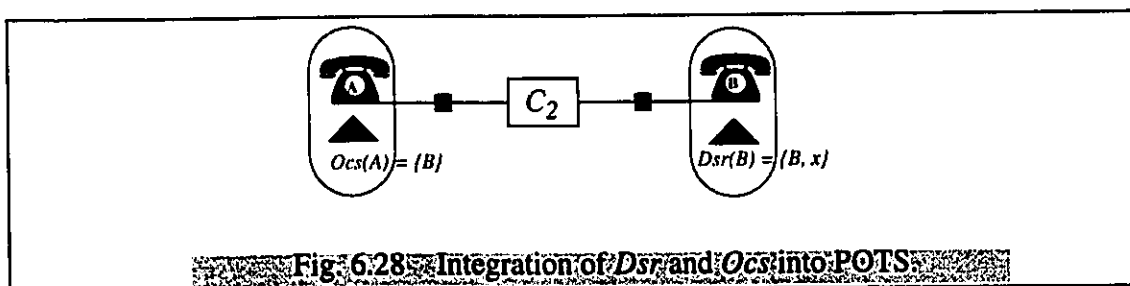 A
C2
B
Ocs(A) = {B}
Dsr(B) = {B, x}
Fig. 6.28 Integration of Dsr and Ocs into POTS.